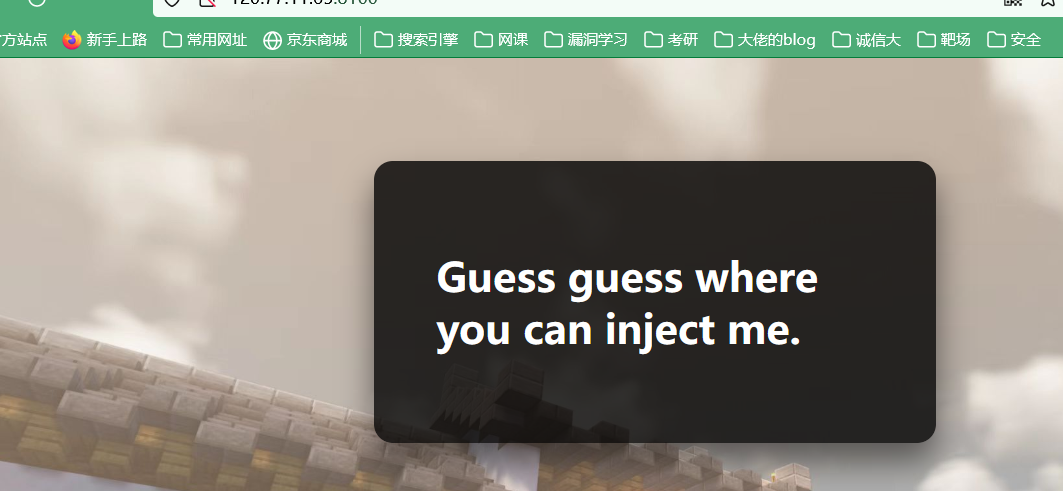 方站点 新手上路 常用网址 京东商城 搜索引擎 网课 漏洞学习 考研 大佬的blog 诚信大 靶场 安全
Guess guess where
you can inject me.